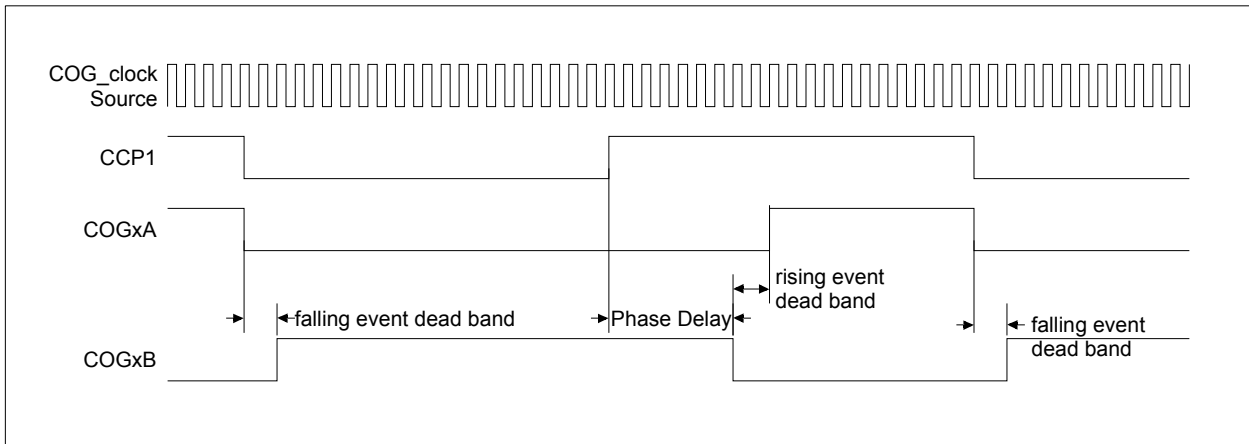 COG_clock
Source
CCP1
COGxA
rising event
dead band
falling event dead band
Phase Delay
falling event
dead band
COGxB